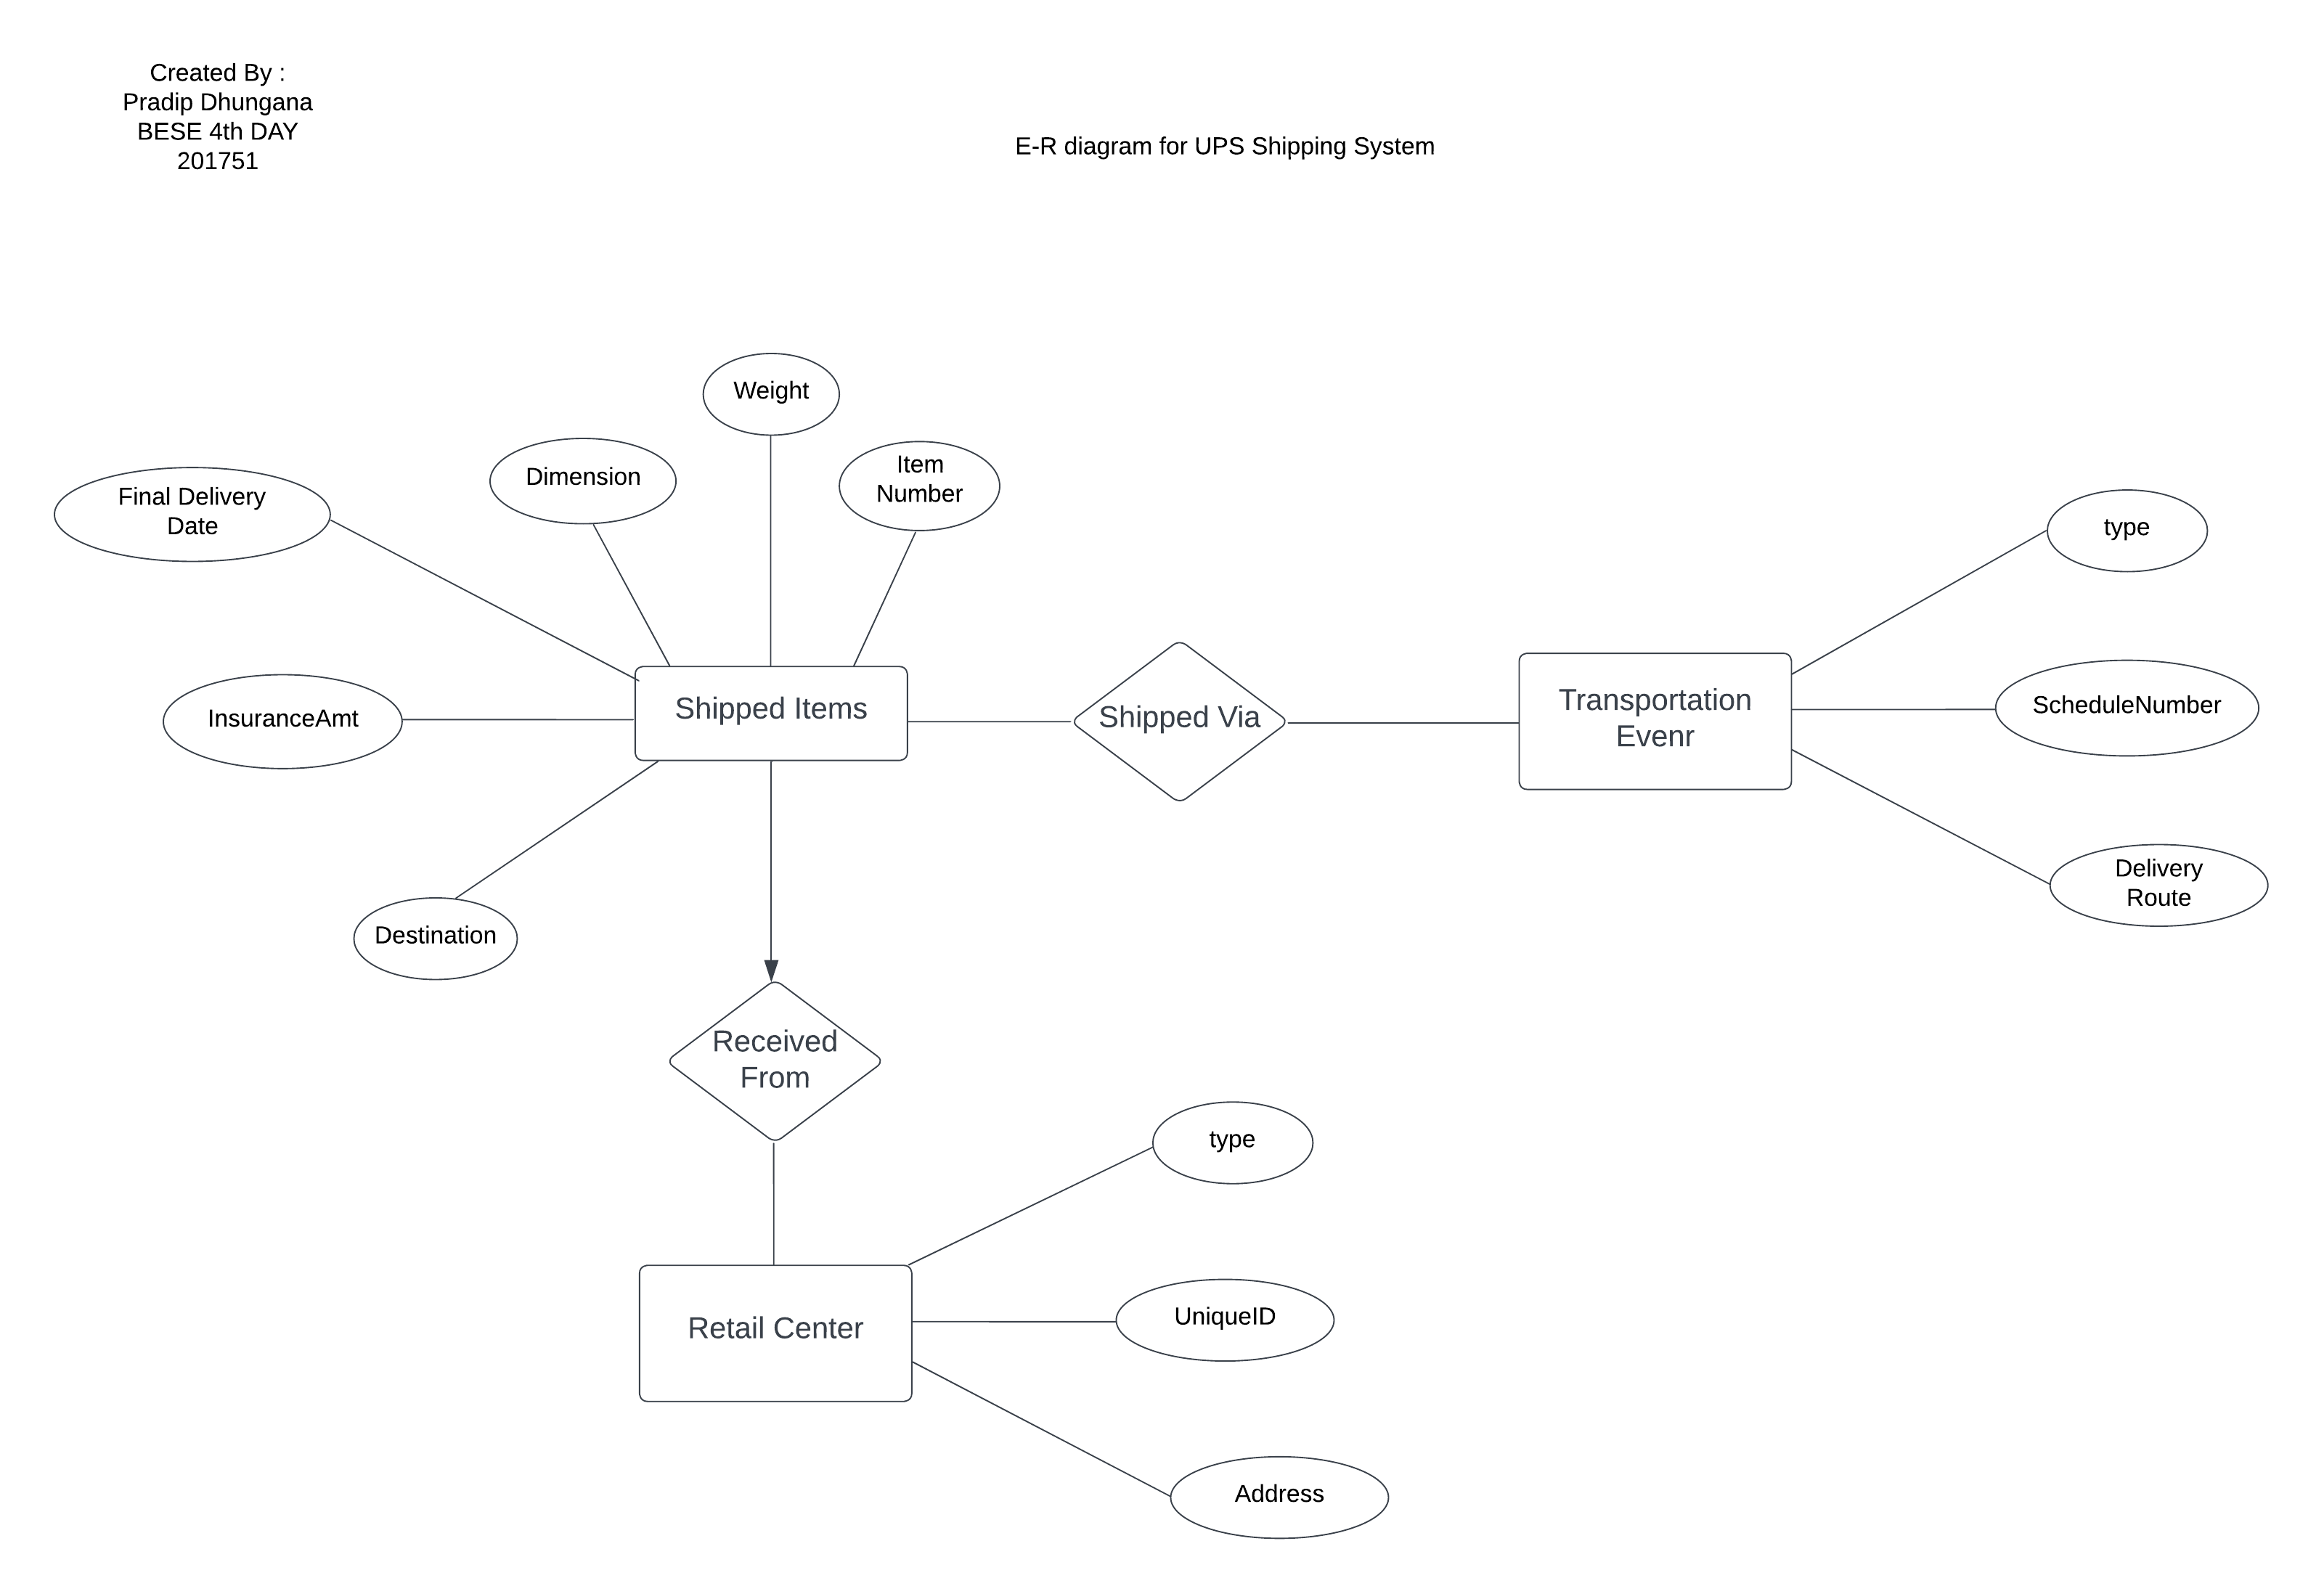 Created By :
Pradip Dhungana
BESE 4th DAY
201751
E-R diagram for UPS Shipping System
Weight
Dimension
Item
Number
Final Delivery
Date
type
InsuranceAmt
Shipped Items
Shipped Via
Transportation
Evenr
ScheduleNumber
Delivery
Route
Destination
Received
From
type
Retail Center
UniqueID
Address